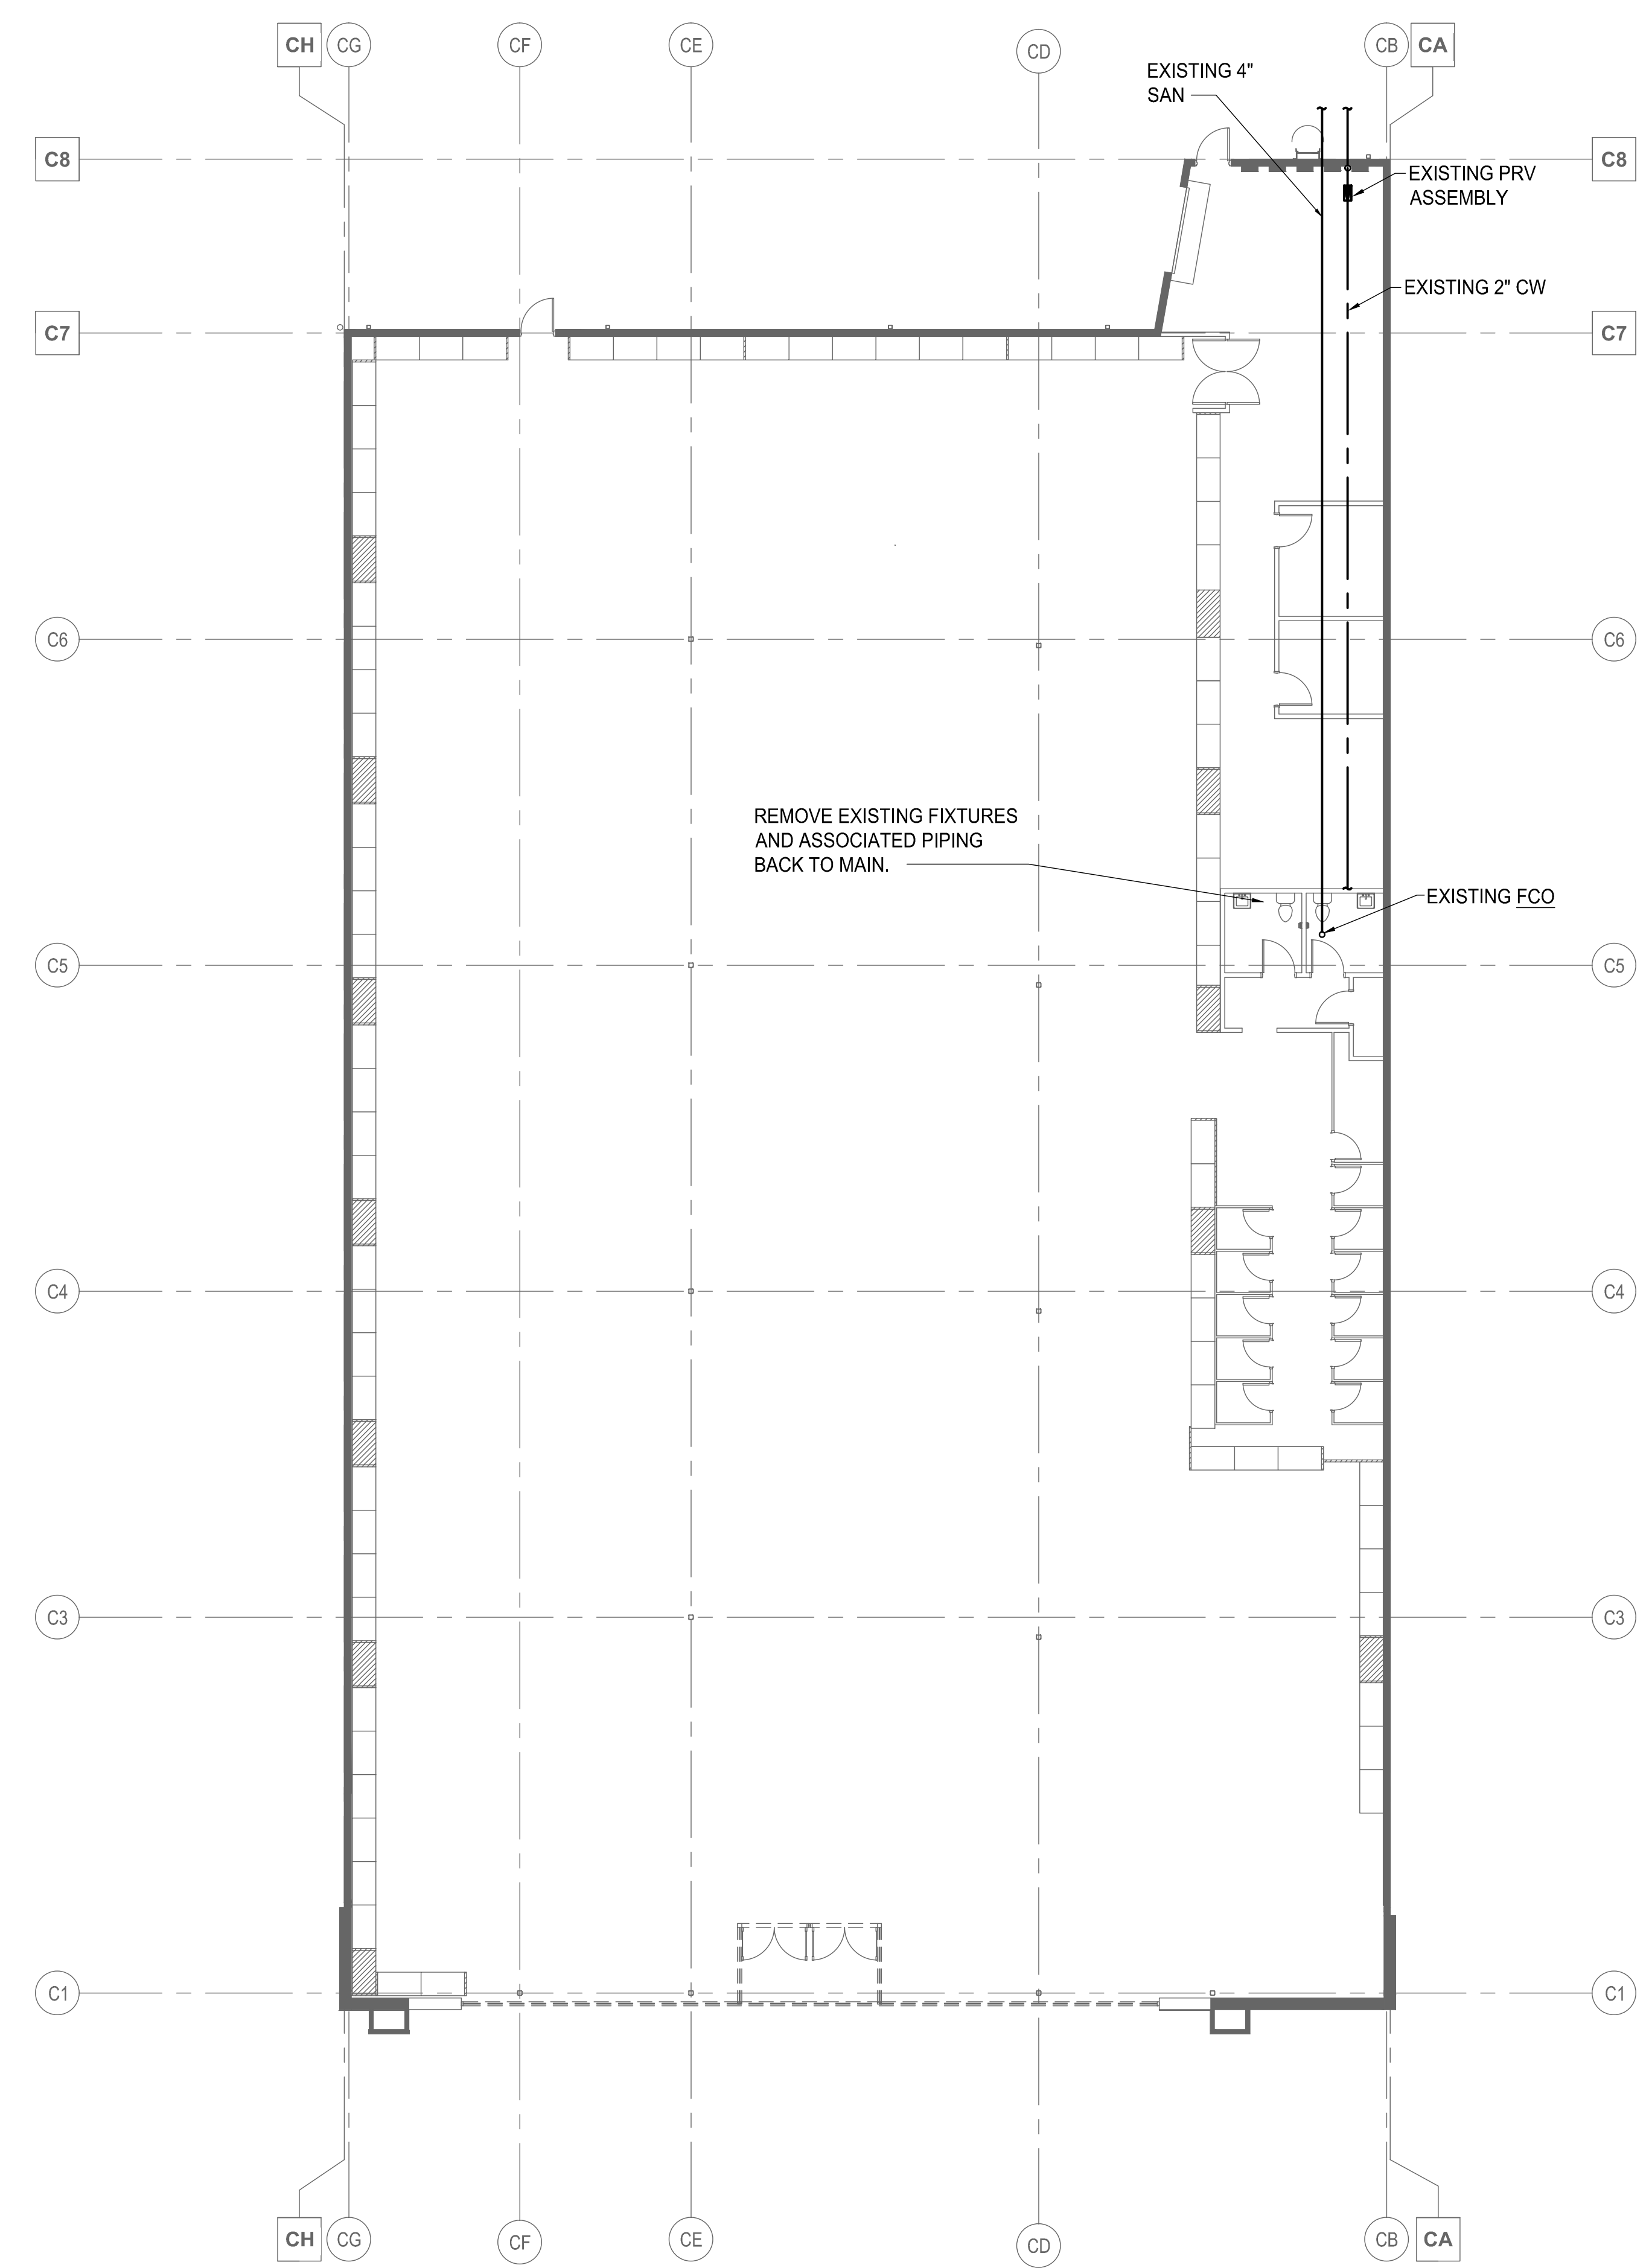 CH CG CF CE CD CB CA
EXISTING 4"
SAN
C8 C8
EXISTING PRV
ASSEMBLY
EXISTING 2" CW
C7 C7
C6 C6
REMOVE EXISTING FIXTURES
AND ASSOCIATED PIPING
BACK TO MAIN.
EXISTING FCO
C5 C5
C4 C4
C3 C3
C1 C1
CH CG CF CE CD CB CA